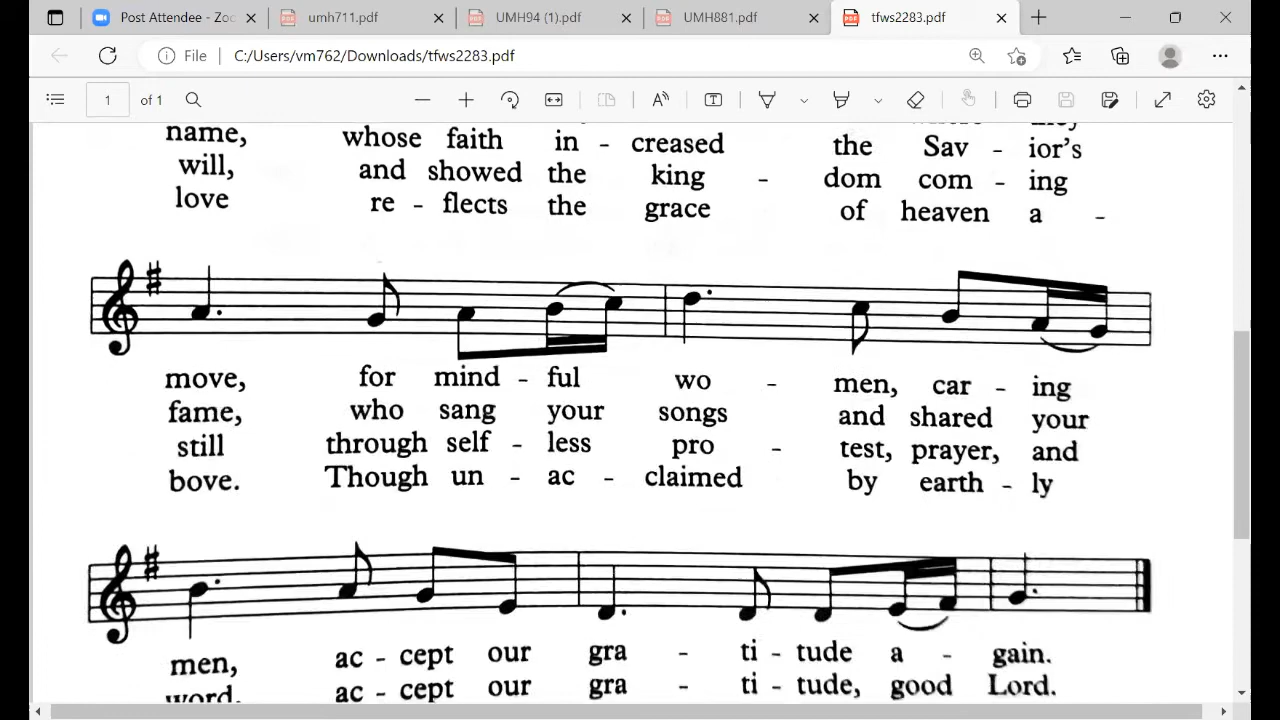 Post Attendee - Zoo
umh711.pdf
UMH94 (1).pdf
UMH881.pdf
tfws2283.pdf
File C:/Users/vm762/Downloads/tfws2283.pdf
1 of 1
name, whose faith in - creased the Sav - ior's
will, and showed the king - dom com - ing
love re - flects the grace of heaven a -
move, for mind - ful wo - men, car - ing
fame, who sang your songs and shared your
still through self - less pro - test, prayer, and
bove. Though un - ac - claimed by earth - ly
men, ac - cept our gra - ti - tude a - gain.
word, ac - cept our gra - ti - tude, good Lord.